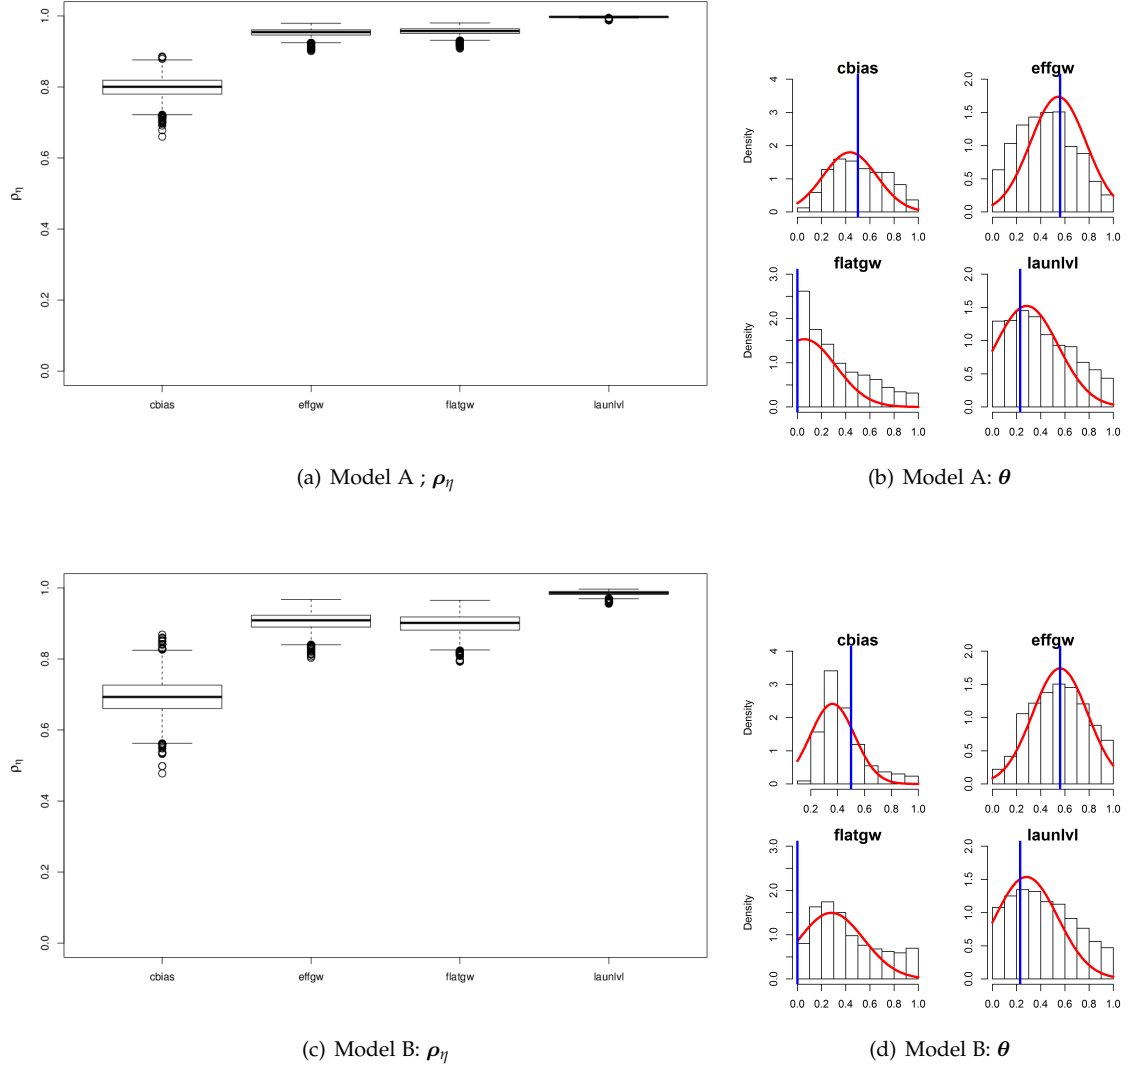 1.0
0.8
0.6
0.4
0.2
0.0
ρη
cbias effgw flatgw launlvl
(a) Model A ; ρη
cbias
Density
4
3
2
1
0
0.0 0.2 0.4 0.6 0.8 1.0
effgw
2.0
1.5
1.0
0.5
0.0
0.0 0.2 0.4 0.6 0.8 1.0
flatgw
Density
3.0
2.0
1.0
0.0
0.0 0.2 0.4 0.6 0.8 1.0
launlvl
2.0
1.5
1.0
0.5
0.0
0.0 0.2 0.4 0.6 0.8 1.0
(b) Model A: θ
1.0
0.8
0.6
0.4
0.2
0.0
ρη
cbias effgw flatgw launlvl
(c) Model B: ρη
cbias
Density
4
3
2
1
0
0.2 0.4 0.6 0.8 1.0
effgw
2.0
1.5
1.0
0.5
0.0
0.0 0.2 0.4 0.6 0.8 1.0
flatgw
Density
3.0
2.0
1.0
0.0
0.0 0.2 0.4 0.6 0.8 1.0
launlvl
2.0
1.5
1.0
0.5
0.0
0.0 0.2 0.4 0.6 0.8 1.0
(d) Model B: θ